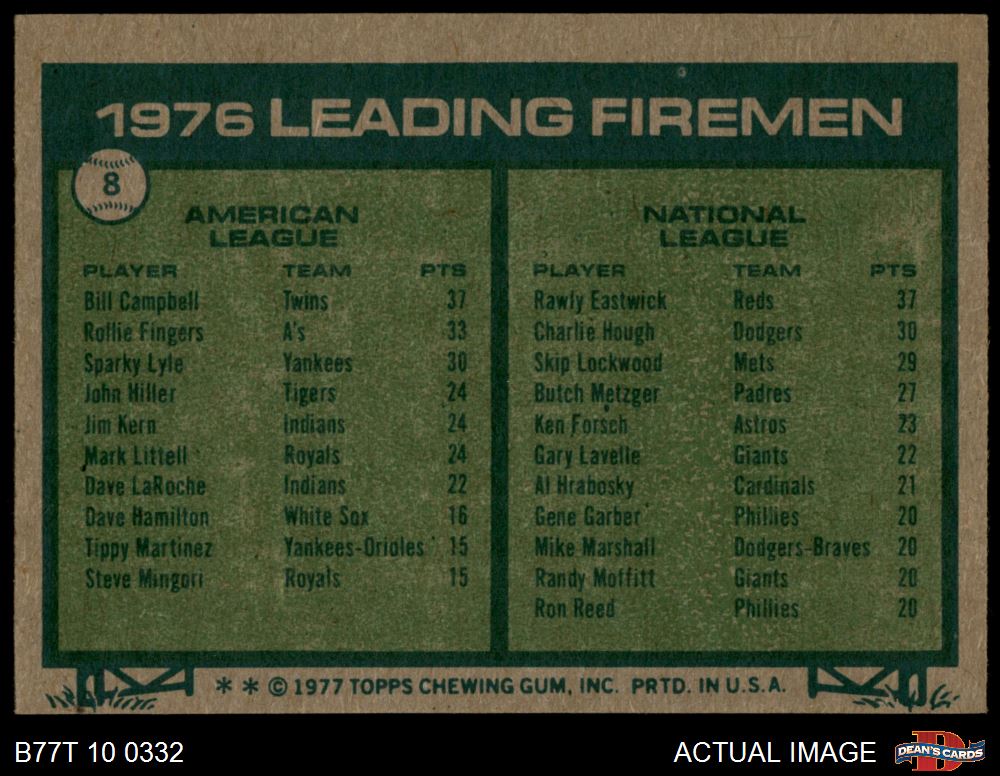 1976 LEADING FIREMEN
8
AMERICAN
LEAGUE
PLAYER TEAM PTS
Bill Campbell Twins 37
Rollie Fingers A's 33
Sparky Lyle Yankees 30
John Hiller Tigers 24
Jim Kern Indians 24
Mark Littell Royals 24
Dave LaRoche Indians 22
Dave Hamilton White Sox 16
Tippy Martinez Yankees-Orioles 15
Steve Mingori Royals 15
NATIONAL
LEAGUE
PLAYER TEAM PTS
Rawly Eastwick Reds 37
Charlie Hough Dodgers 30
Skip Lockwood Mets 29
Butch Metzger Padres 27
Ken Forsch Astros 23
Gary Lavelle Giants 22
Al Hrabosky Cardinals 21
Gene Garber Phillies 20
Mike Marshall Dodgers-Braves 20
Randy Moffitt Giants 20
Ron Reed Phillies 20
* * © 1977 TOPPS CHEWING GUM, INC. PRTD. IN U.S.A.
B77T 10 0332
ACTUAL IMAGE
D
DEAN'S CARDS